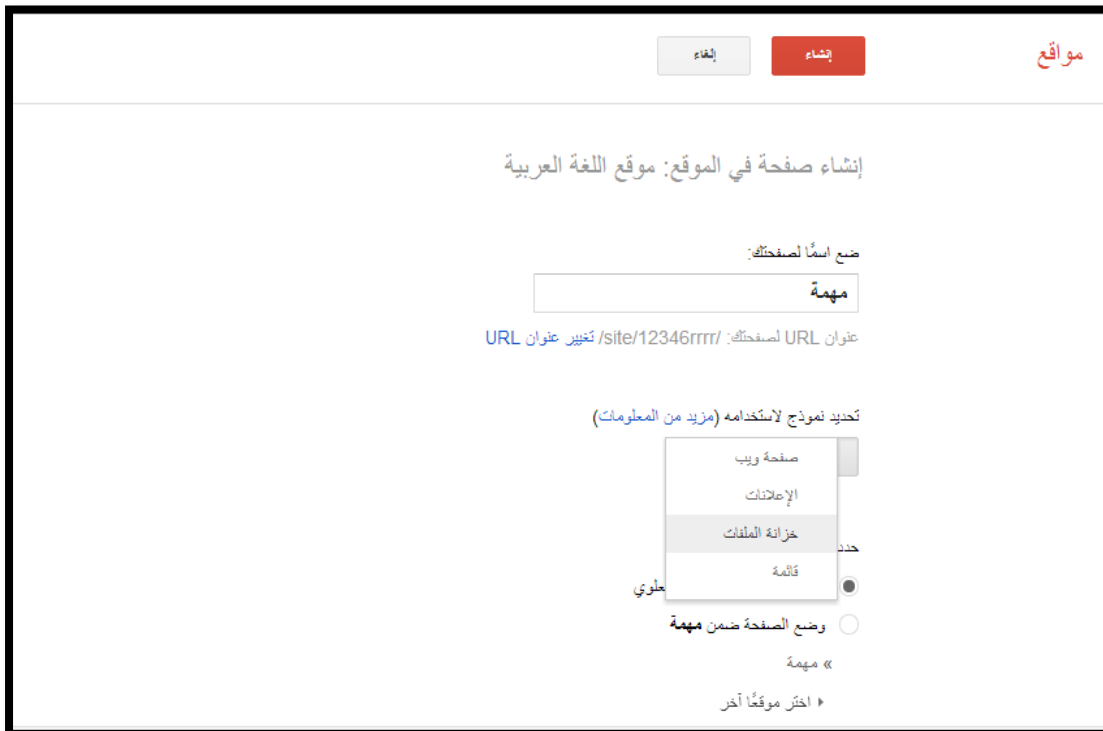 مواقع
إنشاء
إلغاء
إنشاء صفحة في الموقع: موقع اللغة العربية
ضع اسمًا لصفحتك:
مهمة
عنوان URL لصفحتك: /site/12346rrrr/ تغيير عنوان URL
تحديد نموذج لاستخدامه (مزيد من المعلومات)
صفحة ويب
الإعلانات
خزانة الملفات
قائمة
وضع الصفحة ضمن مهمة
» مهمة
اختر موقعًا آخر